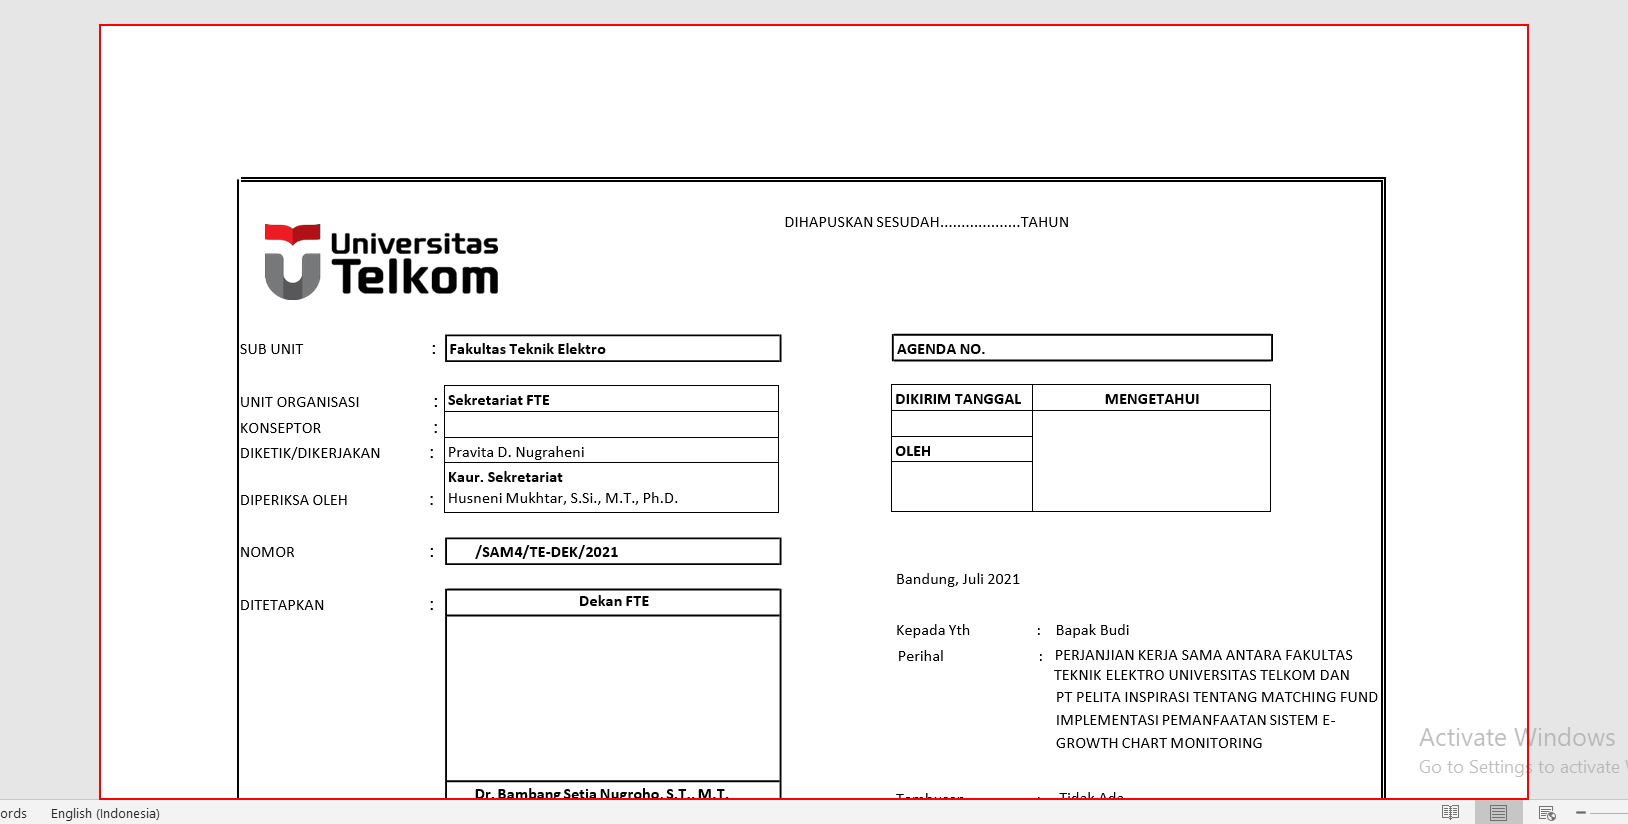 DIHAPUSKAN SESUDAH...................TAHUN
Universitas
Telkom
SUB UNIT : Fakultas Teknik Elektro
AGENDA NO.
UNIT ORGANISASI : Sekretariat FTE
KONSEPTOR :
DIKETIK/DIKERJAKAN : Pravita D. Nugraheni
Kaur. Sekretariat
DIPERIKSA OLEH : Husneni Mukhtar, S.Si., M.T., Ph.D.
DIKIRIM TANGGAL MENGETAHUI
OLEH
NOMOR : /SAM4/TE-DEK/2021
DITETAPKAN : Dekan FTE
Dr. Bambang Setia Nugroho, S.T., M.T.
Bandung, Juli 2021
Kepada Yth : Bapak Budi
Perihal : PERJANJIAN KERJA SAMA ANTARA FAKULTAS
TEKNIK ELEKTRO UNIVERSITAS TELKOM DAN
PT PELITA INSPIRASI TENTANG MATCHING FUND
IMPLEMENTASI PEMANFAATAN SISTEM E-
GROWTH CHART MONITORING
Tembusan : Tidak Ada
Activate Windows
Go to Settings to activate
ords English (Indonesia)